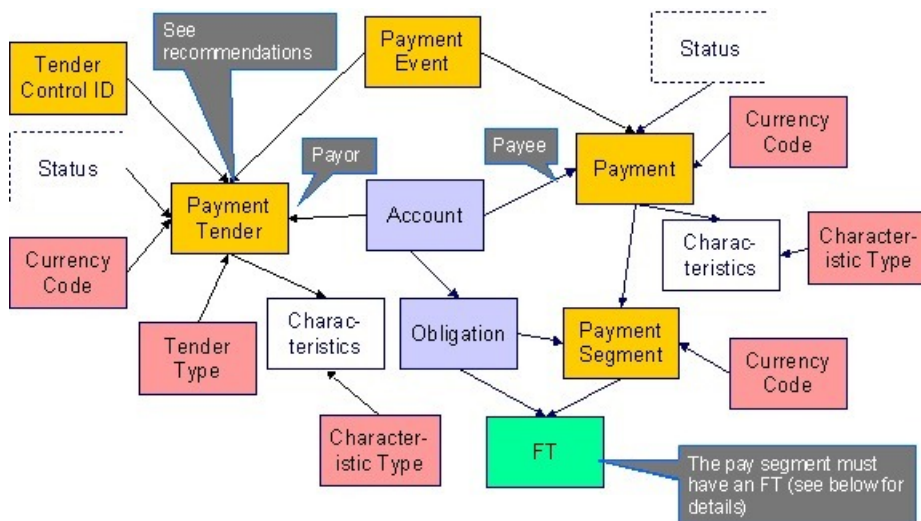 See
recommendations
Payment
Event
Status
Tender
Control ID
Currency
Code
Status
Payor
Payee
Payment
Payment
Tender
Account
Charac-
teristics
Characteri-
stic Type
Currency
Code
Charac-
teristics
Obligation
Payment
Segment
Tender
Type
Currency
Code
Character-
istic Type
FT
The pay segment must
have an FT (see below for
details)